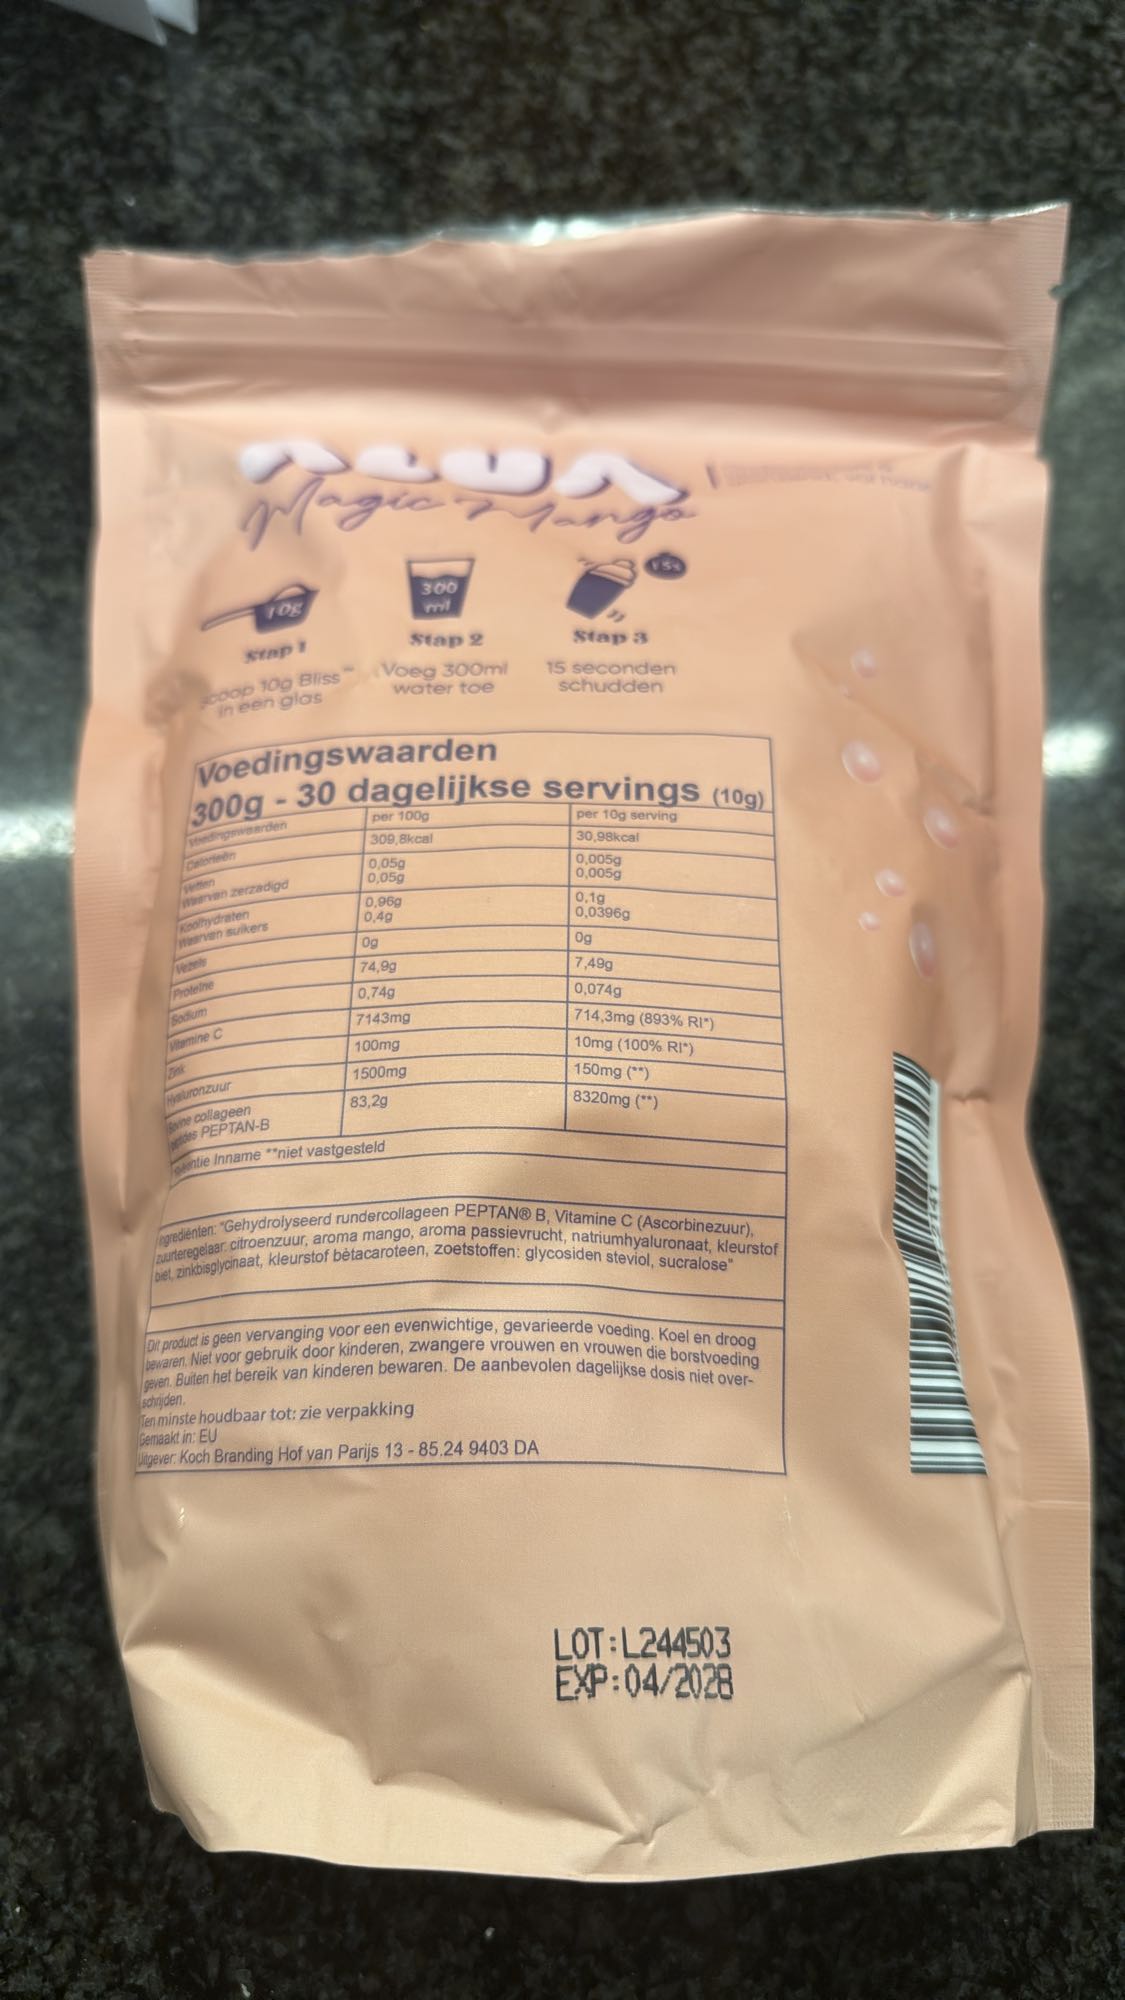 Magic Mango
10g
300
ml
15s
Stap 1
Stap 2
Stap 3
scoop 10g Bliss™
in een glas
Voeg 300ml
water toe
15 seconden
schudden
Voedingswaarden
300g - 30 dagelijkse servings (10g)
Voedingswaarden per 100g per 10g serving
Calorieën 309,8kcal 30,98kcal
Vetten 0,05g 0,005g
Waarvan zerzadigd 0,05g 0,005g
Koolhydraten 0,96g 0,1g
Waarvan suikers 0,4g 0,0396g
Vezels 0g 0g
Proteïne 74,9g 7,49g
Sodium 0,74g 0,074g
Vitamine C 7143mg 714,3mg (893% RI*)
Zink 100mg 10mg (100% RI*)
Hyaluronzuur 1500mg 150mg (**)
Bovine collageen 83,2g 8320mg (**)
peptides PEPTAN-B
Inname **niet vastgesteld
Ingrediënten: "Gehydrolyseerd rundercollageen PEPTAN® B, Vitamine C (Ascorbinezuur),
zuurteregelaar: citroenzuur, aroma mango, aroma passievrucht, natriumhyaluronaat, kleurstof
biet, zinkbisglycinaat, kleurstof bètacaroteen, zoetstoffen: glycosiden steviol, sucralose"
Dit product is geen vervanging voor een evenwichtige, gevarieerde voeding. Koel en droog
bewaren. Niet voor gebruik door kinderen, zwangere vrouwen en vrouwen die borstvoeding
geven. Buiten het bereik van kinderen bewaren. De aanbevolen dagelijkse dosis niet over-
schrijden.
Ten minste houdbaar tot: zie verpakking
Gemaakt in: EU
Uitgever: Koch Branding Hof van Parijs 13 - 85.24 9403 DA
LOT:L244503
EXP:04/2028